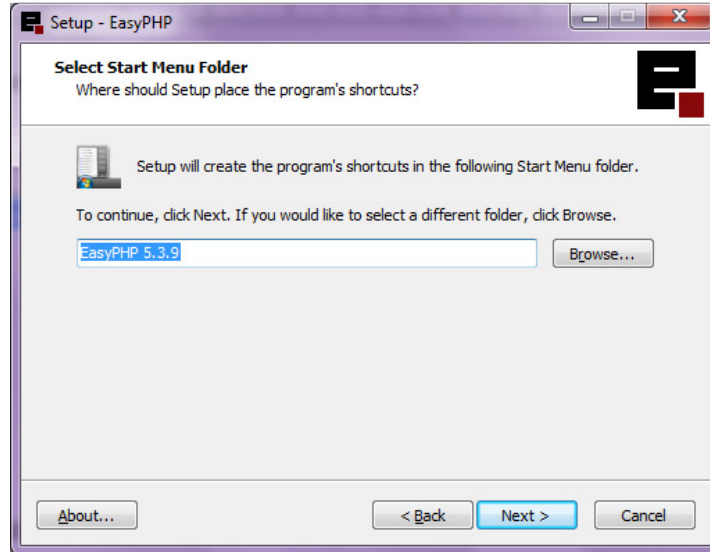 Setup - EasyPHP
Select Start Menu Folder
Where should Setup place the program's shortcuts?
Setup will create the program's shortcuts in the following Start Menu folder.
To continue, click Next. If you would like to select a different folder, click Browse.
EasyPHP 5.3.9
Browse...
About...
< Back
Next >
Cancel